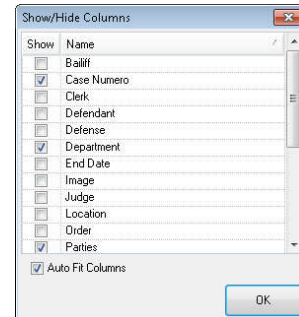 Show/Hide Columns
Show Name
Bailiff
Case Numero
Clerk
Defendant
Defense
Department
End Date
Image
Judge
Location
Order
Parties
Auto Fit Columns
OK